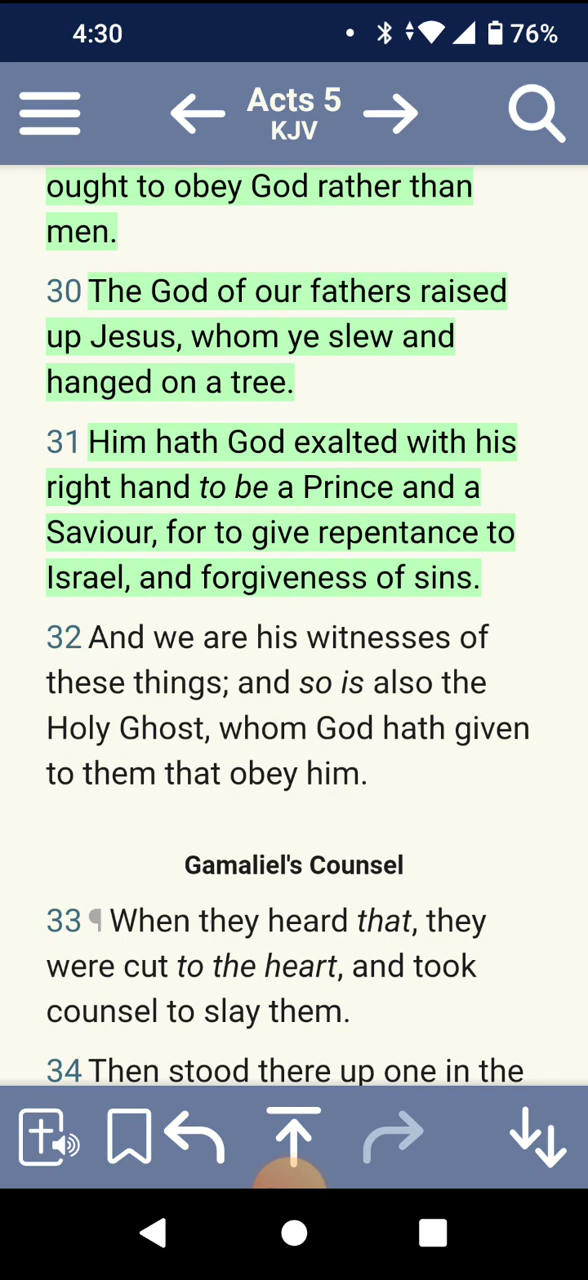 4:30
76%
Acts 5
KJV
ought to obey God rather than
men.
30 The God of our fathers raised
up Jesus, whom ye slew and
hanged on a tree.
31 Him hath God exalted with his
right hand to be a Prince and a
Saviour, for to give repentance to
Israel, and forgiveness of sins.
32 And we are his witnesses of
these things; and so is also the
Holy Ghost, whom God hath given
to them that obey him.
Gamaliel's Counsel
33 ¶ When they heard that, they
were cut to the heart, and took
counsel to slay them.
34 Then stood there up one in the